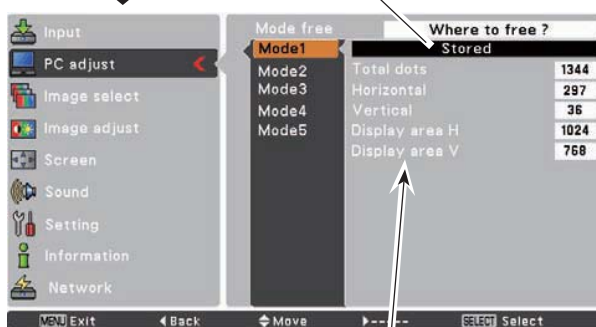 Input
PC adjust
Image select
Image adjust
Screen
Sound
Setting
Information
Network
Mode free
Mode1
Mode2
Mode3
Mode4
Mode5
Where to free ?
Stored
Total dots 1344
Horizontal 297
Vertical 36
Display area H 1024
Display area V 768
MENU Exit ◄Back Move ►----- SELECT Select